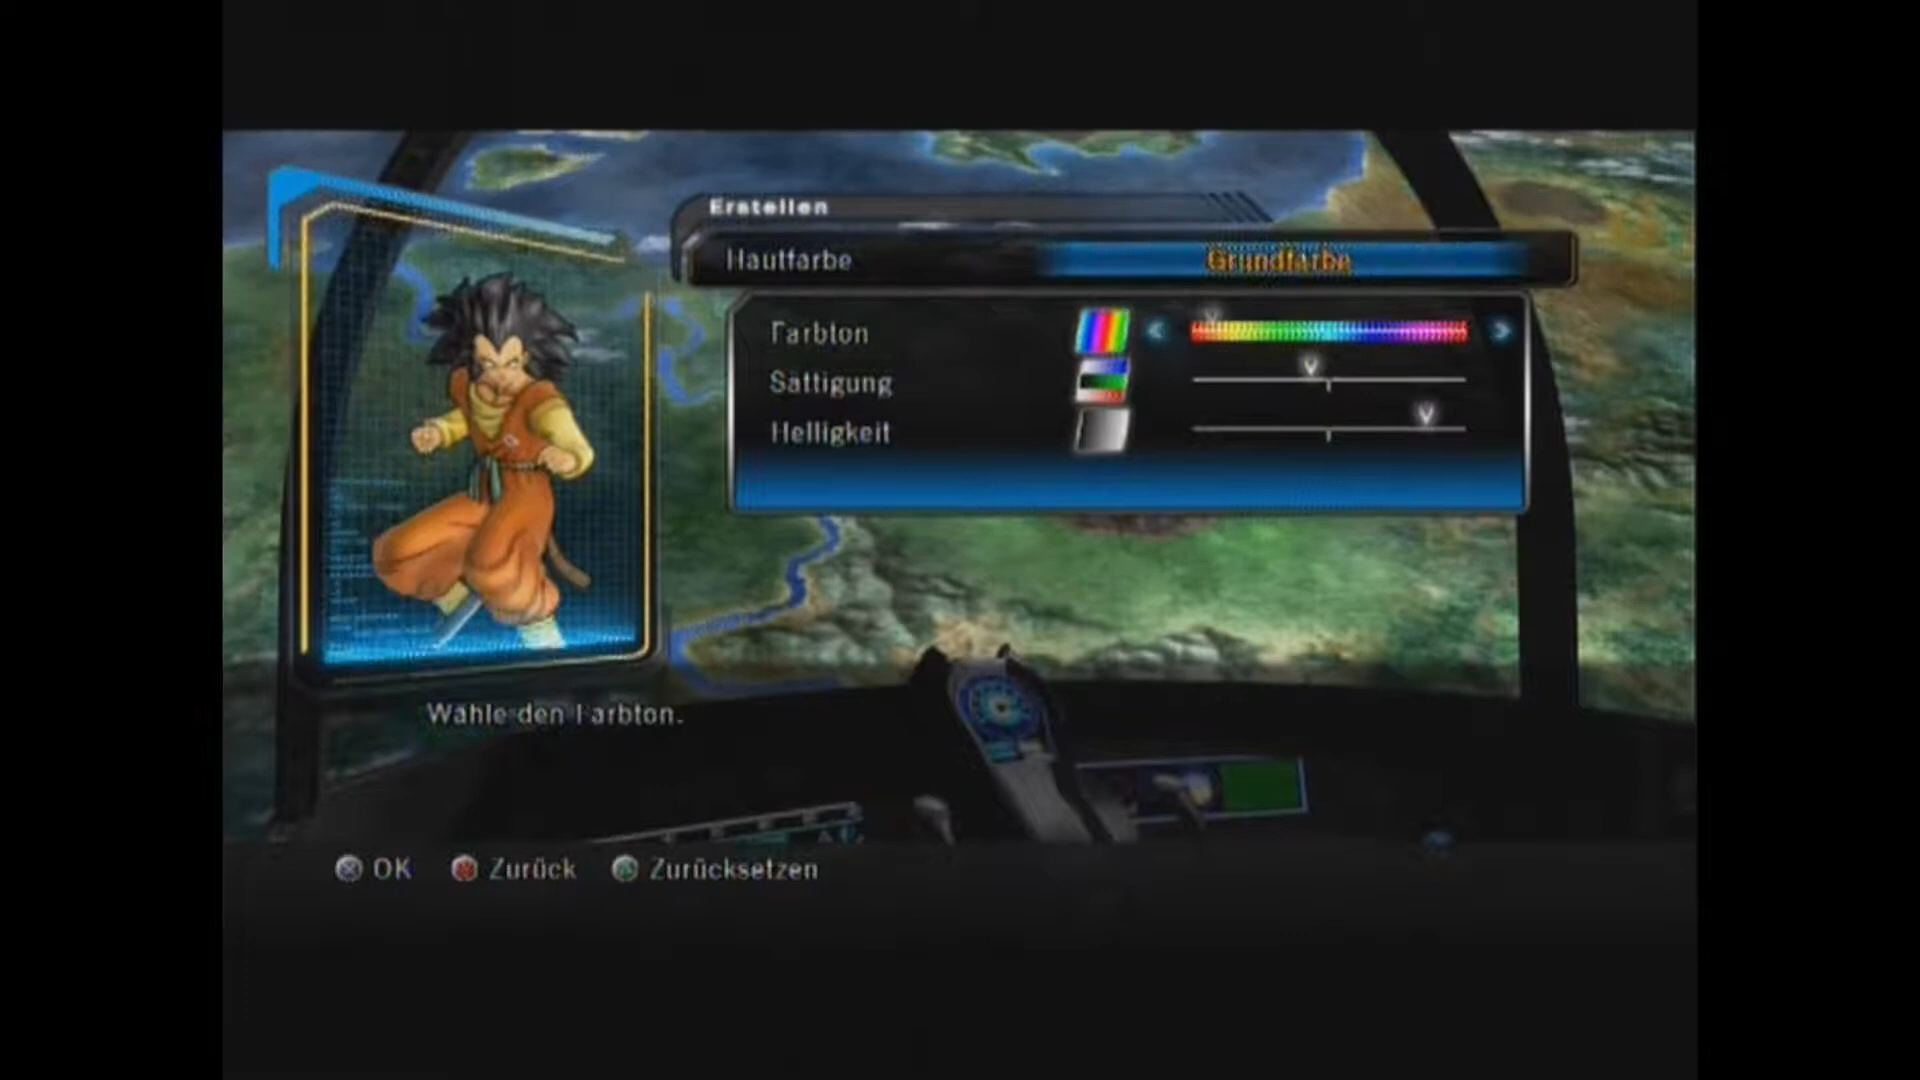 Erstellen
Hautfarbe Grundfarbe
Farbton
Sättigung
Helligkeit
Wähle den Farbton.
OK Zurück Zurücksetzen